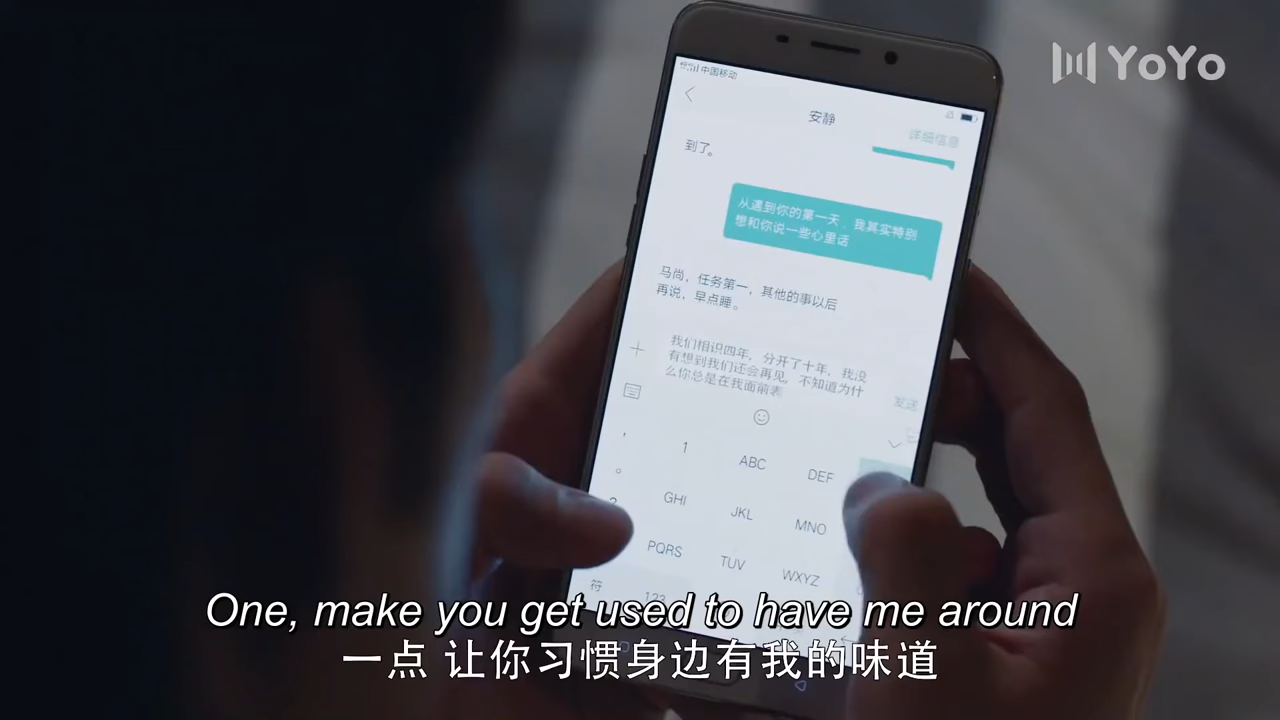 YoYo
中国移动
安静
详细信息
到了。
从遇到你的第一天，我其实特别
想和你说一些心里话
马尚，任务第一，其他的事以后
再说，早点睡。
我们相识四年，分开了十年，我没
有想到我们还会再见，不知道为什
么你总是在我面前表
发送
，
1
ABC
DEF
。
GHI
JKL
MNO
PQRS
TUV
WXYZ
符
123
One, make you get used to have me around
一点 让你习惯身边有我的味道